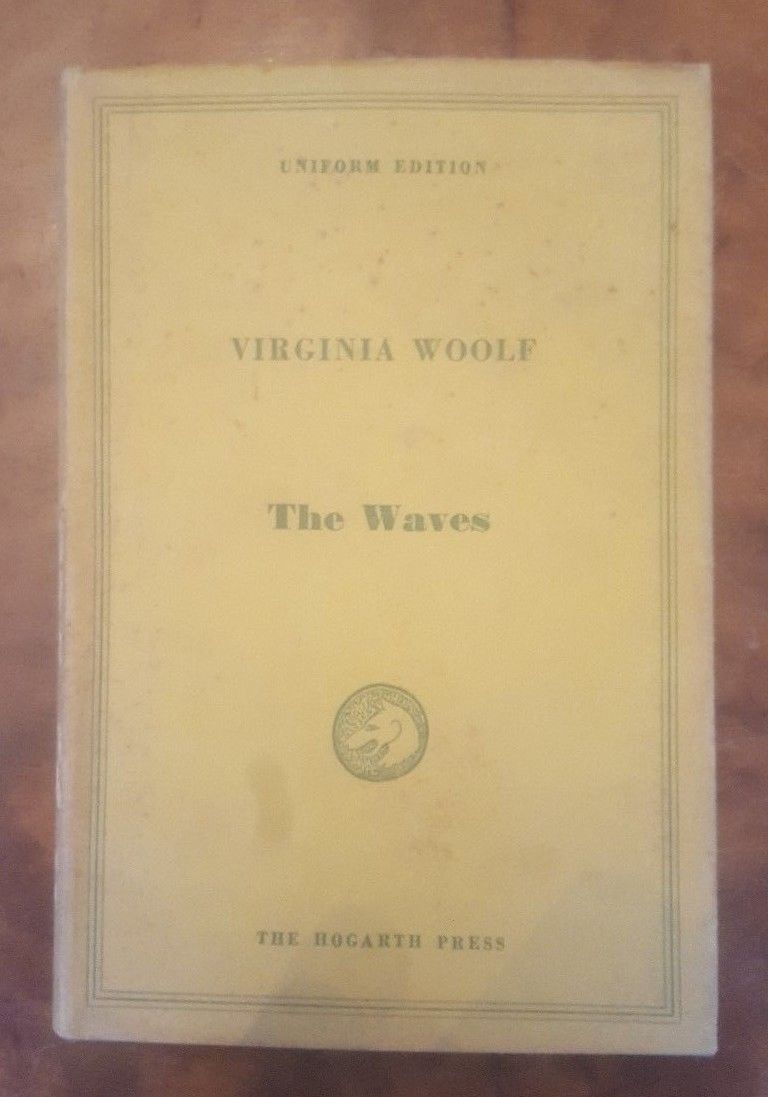 UNIFORM EDITION
VIRGINIA WOOLF
The Waves
THE HOGARTH PRESS